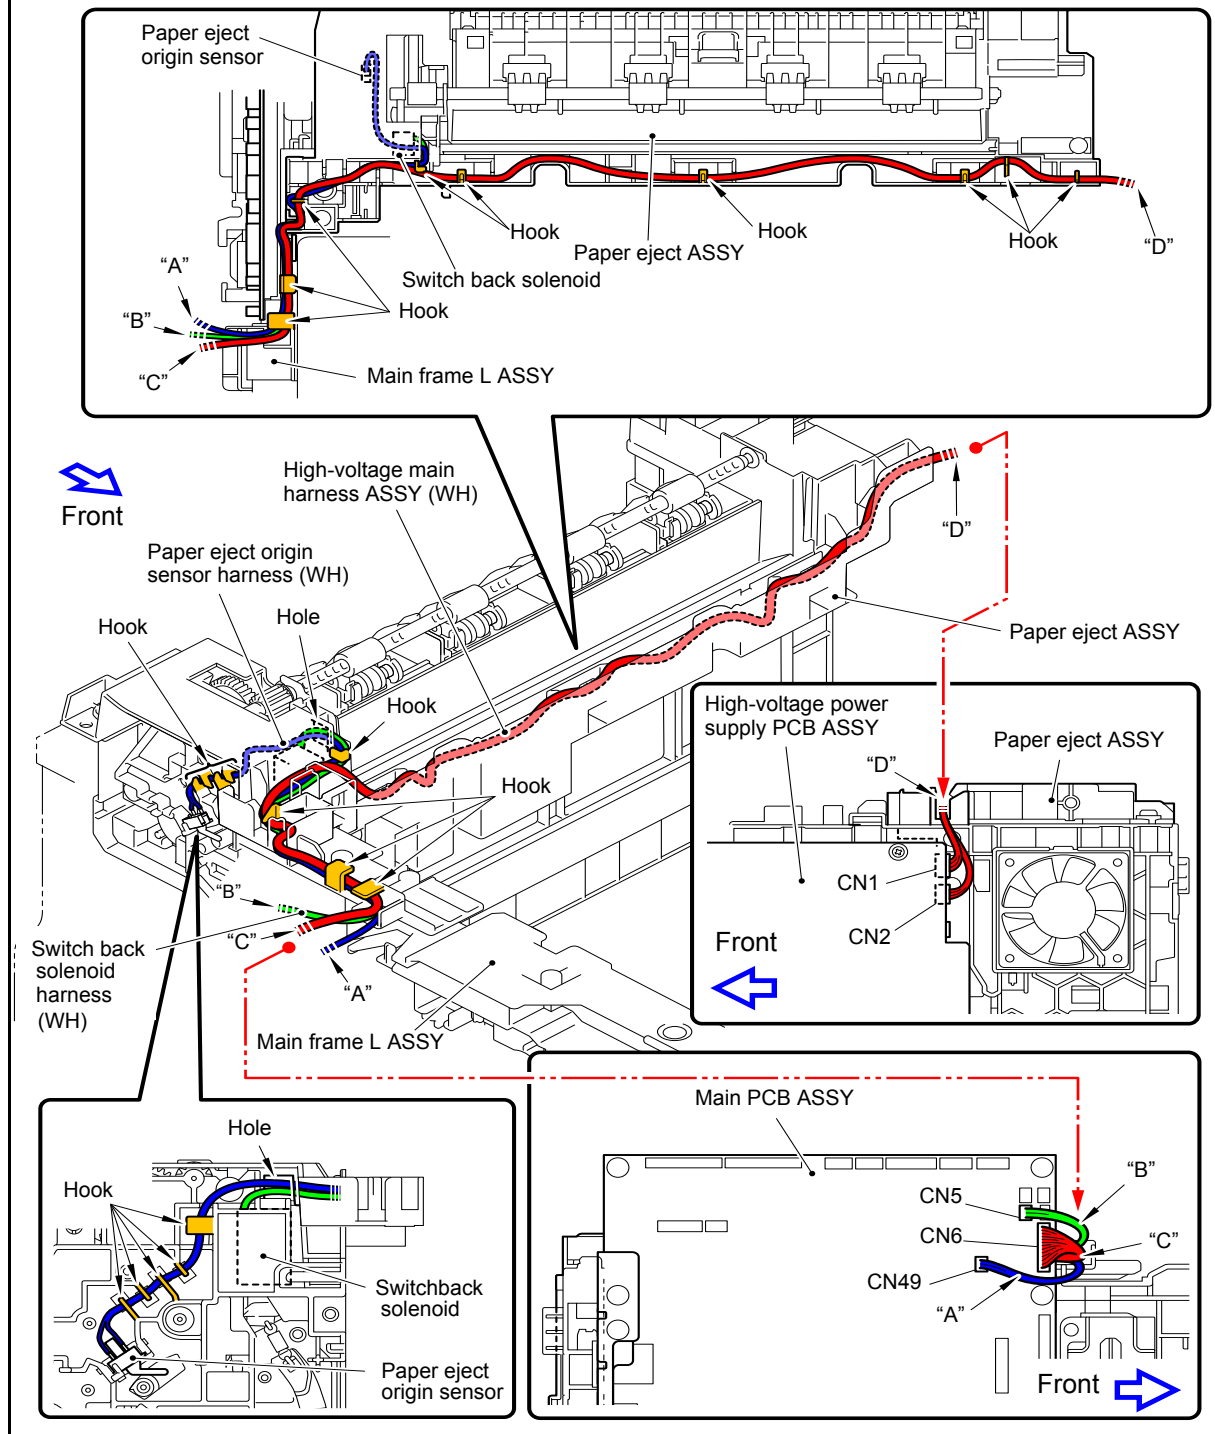 Paper eject
origin sensor
Hook
Hook
Hook
Paper eject ASSY
"D"
Switch back solenoid
"A"
Hook
"B"
"C"
Main frame L ASSY
High-voltage main
harness ASSY (WH)
Front
"D"
Paper eject origin
sensor harness (WH)
Hole
Hook
Paper eject ASSY
Hook
High-voltage power
supply PCB ASSY
Paper eject ASSY
"D"
Hook
CN1
"B"
CN2
"C"
Front
Switch back
solenoid
harness
(WH)
"A"
Main frame L ASSY
Main PCB ASSY
Hole
"B"
Hook
CN5
CN6
"C"
CN49
"A"
Switchback
solenoid
Paper eject
origin sensor
Front